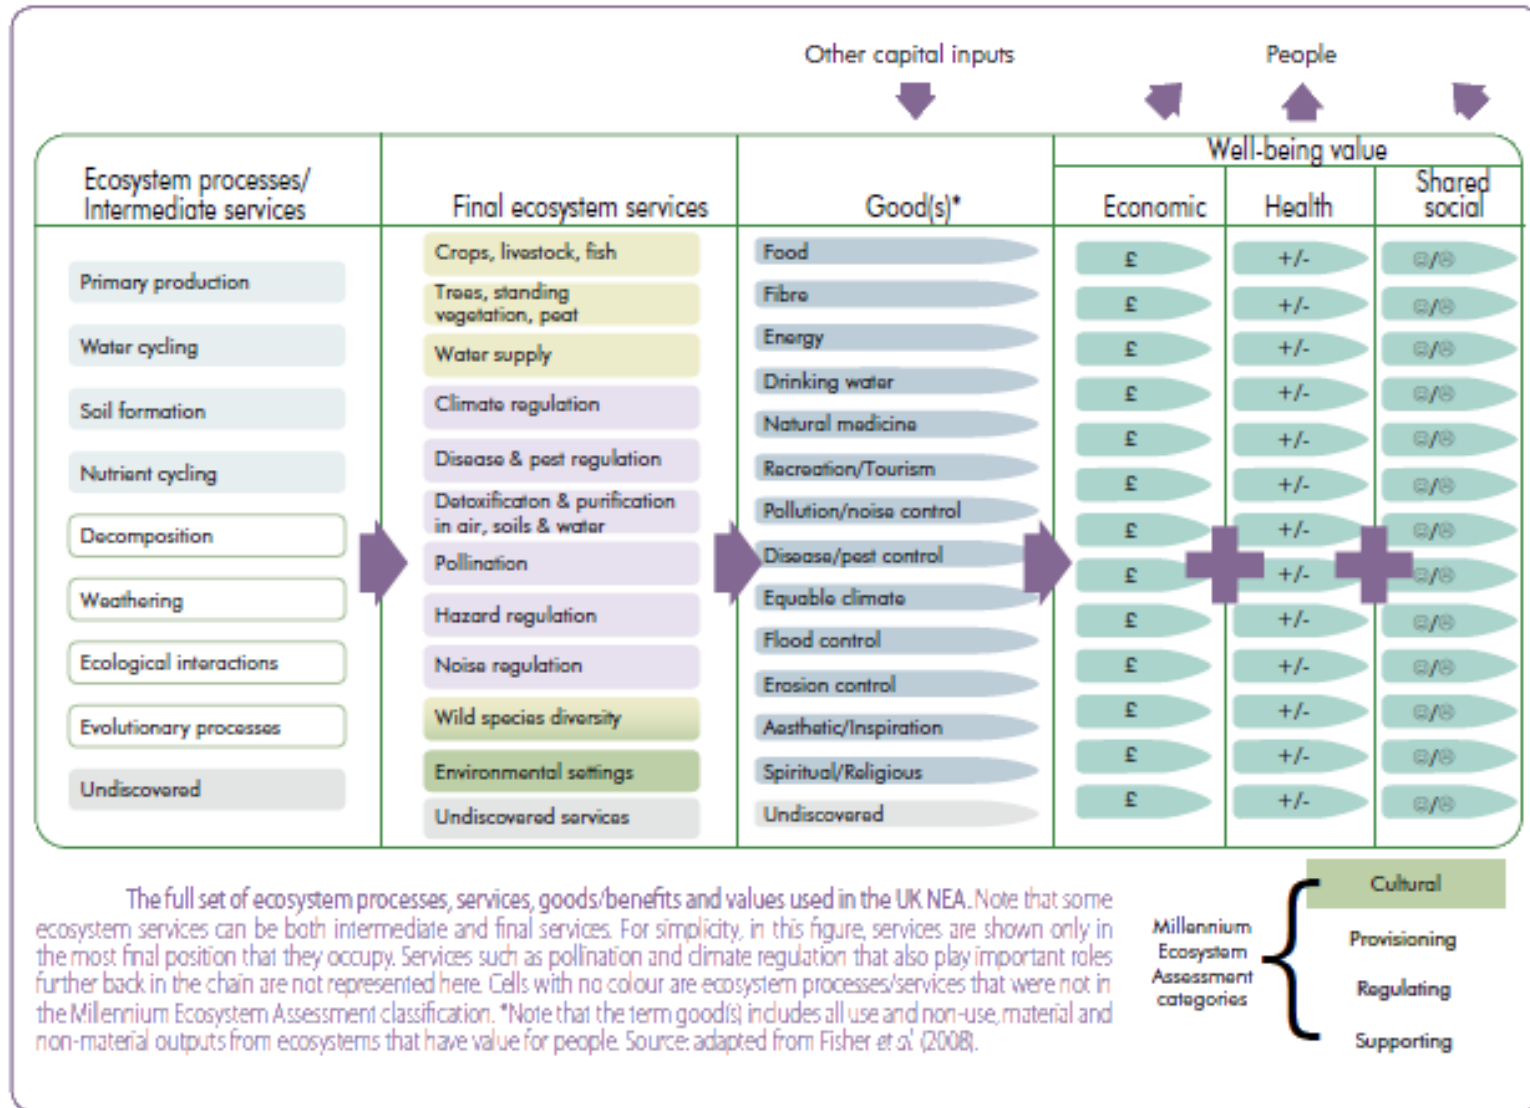 Other capital inputs
People
Well-being value
Ecosystem processes/
Intermediate services
Final ecosystem services
Good(s)*
Economic
Health
Shared
social
Primary production
Water cycling
Soil formation
Nutrient cycling
Decomposition
Weathering
Ecological interactions
Evolutionary processes
Undiscovered
Crops, livestock, fish
Trees, standing
vegetation, peat
Water supply
Climate regulation
Disease & pest regulation
Detoxificaton & purification
in air, soils & water
Pollination
Hazard regulation
Noise regulation
Wild species diversity
Environmental settings
Undiscovered services
Food
Fibre
Energy
Drinking water
Natural medicine
Recreation/Tourism
Pollution/noise control
Disease/pest control
Equable climate
Flood control
Erosion control
Aesthetic/Inspiration
Spiritual/Religious
Undiscovered
£ +/- ☺/☹
£ +/- ☺/☹
£ +/- ☺/☹
£ +/- ☺/☹
£ +/- ☺/☹
£ +/- ☺/☹
£ +/- ☺/☹
£ +/- ☺/☹
£ +/- ☺/☹
£ +/- ☺/☹
£ +/- ☺/☹
£ +/- ☺/☹
£ +/- ☺/☹
The full set of ecosystem processes, services, goods/benefits and values used in the UK NEA. Note that some
ecosystem services can be both intermediate and final services. For simplicity, in this figure, services are shown only in
the most final position that they occupy. Services such as pollination and climate regulation that also play important roles
further back in the chain are not represented here. Cells with no colour are ecosystem processes/services that were not in
the Millennium Ecosystem Assessment classification. *Note that the term good(s) includes all use and non-use, material and
non-material outputs from ecosystems that have value for people. Source: adapted from Fisher et al. (2008).
Millennium
Ecosystem
Assessment
categories
Cultural
Provisioning
Regulating
Supporting